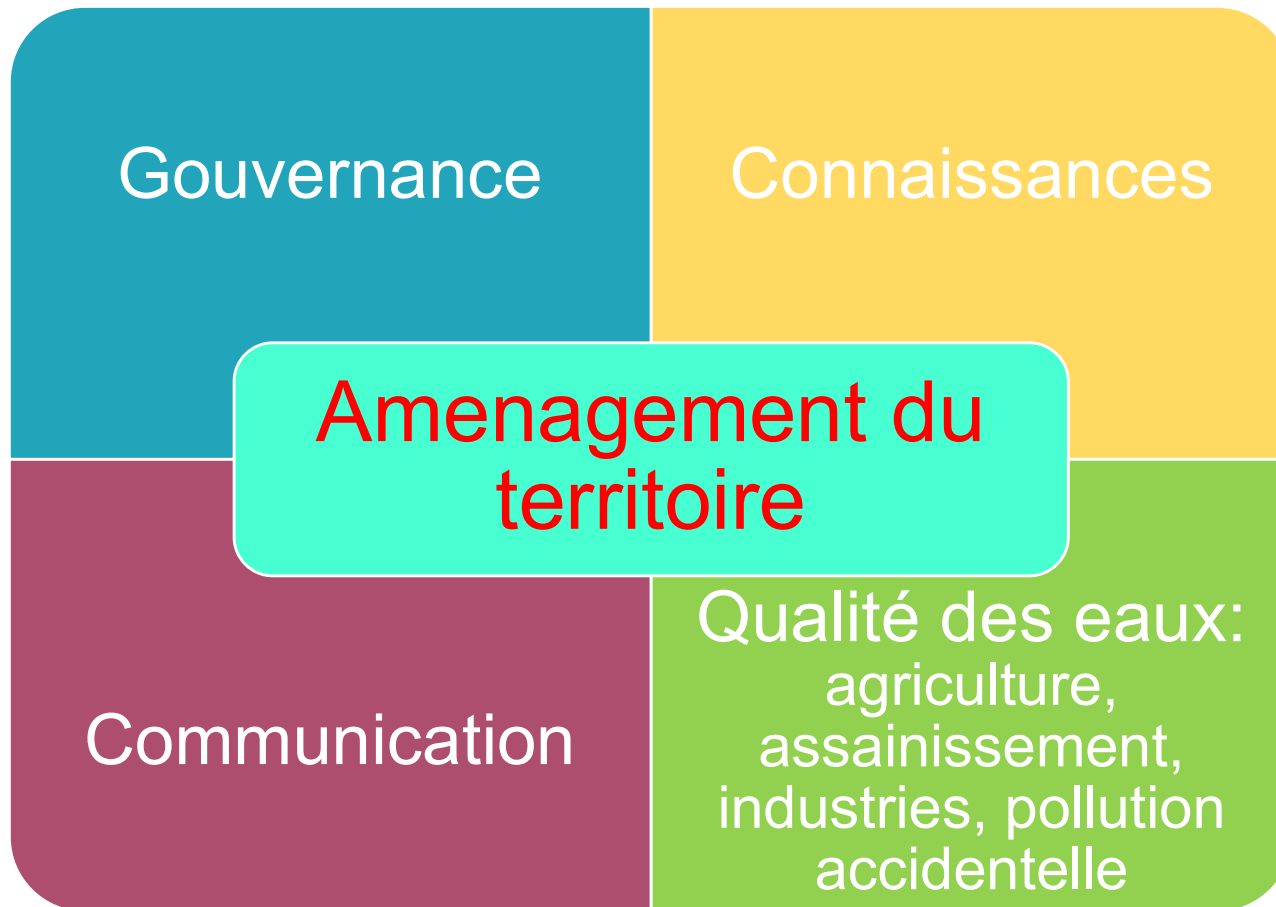 Gouvernance
Connaissances
Amenagement du
territoire
Communication
Qualité des eaux:
agriculture,
assainissement,
industries, pollution
accidentelle